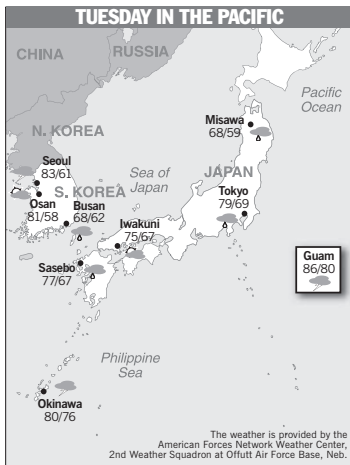 TUESDAY IN THE PACIFIC
CHINA
RUSSIA
Pacific
Ocean
Misawa
68/59
N. KOREA
Seoul
83/61
Sea of
Japan
JAPAN
S. KOREA
Osan
81/58
Busan
68/62
Tokyo
79/69
Iwakuni
75/67
Sasebo
77/67
Guam
86/80
Philippine
Sea
Okinawa
80/76
The weather is provided by the
American Forces Network Weather Center,
2nd Weather Squadron at Offutt Air Force Base, Neb.